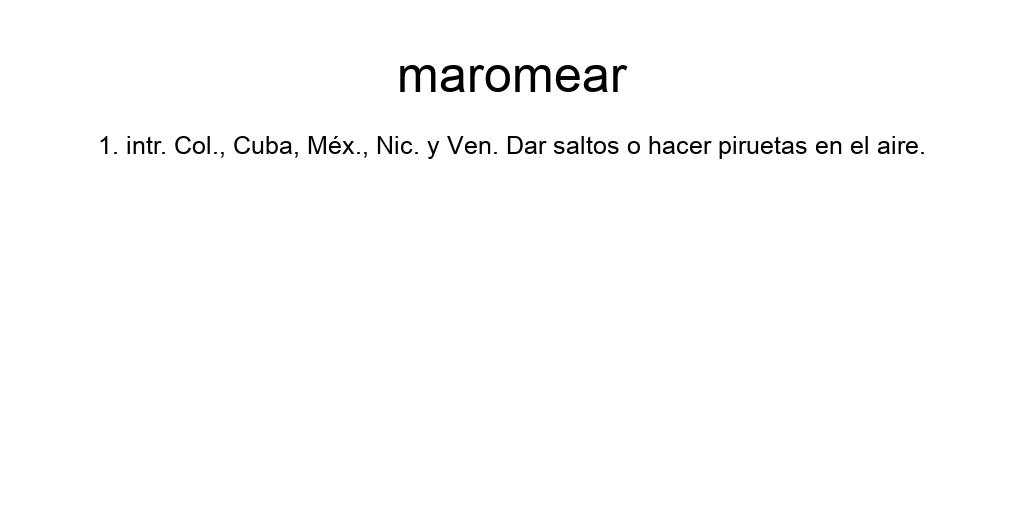 maromear
1. intr. Col., Cuba, Méx., Nic. y Ven. Dar saltos o hacer piruetas en el aire.